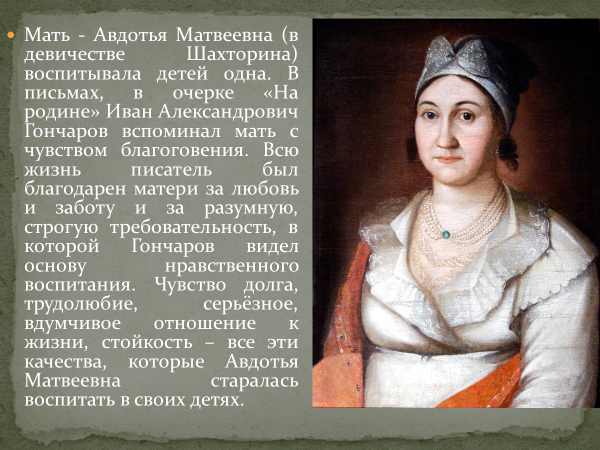 • Мать - Авдотья Матвеевна (в
девичестве Шахторина)
воспитывала детей одна. В
письмах, в очерке «На
родине» Иван Александрович
Гончаров вспоминал мать с
чувством благоговения. Всю
жизнь писатель был
благодарен матери за любовь
и заботу и за разумную,
строгую требовательность, в
которой Гончаров видел
основу нравственного
воспитания. Чувство долга,
трудолюбие, серьёзное,
вдумчивое отношение к
жизни, стойкость – все эти
качества, которые Авдотья
Матвеевна старалась
воспитать в своих детях.